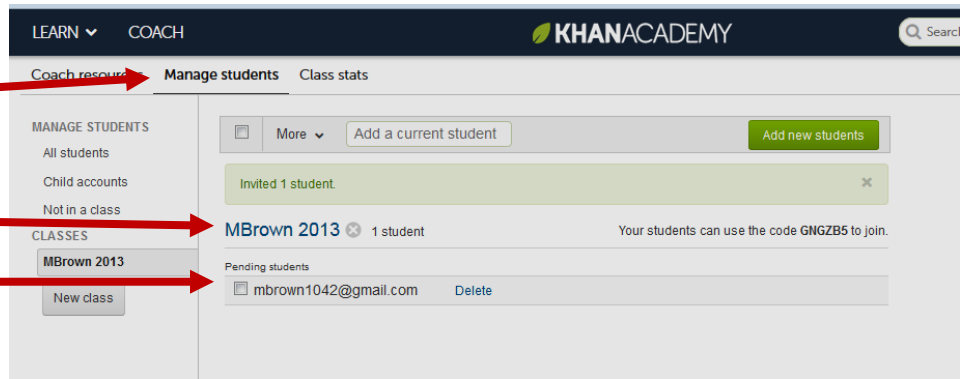 LEARN COACH KHANACADEMY Search
Coach resources Manage students Class stats
MANAGE STUDENTS
All students
Child accounts
Not in a class
CLASSES
MBrown 2013
New class
More Add a current student Add new students
Invited 1 student.
MBrown 2013 1 student Your students can use the code GNGZB5 to join.
Pending students
mbrown1042@gmail.com Delete